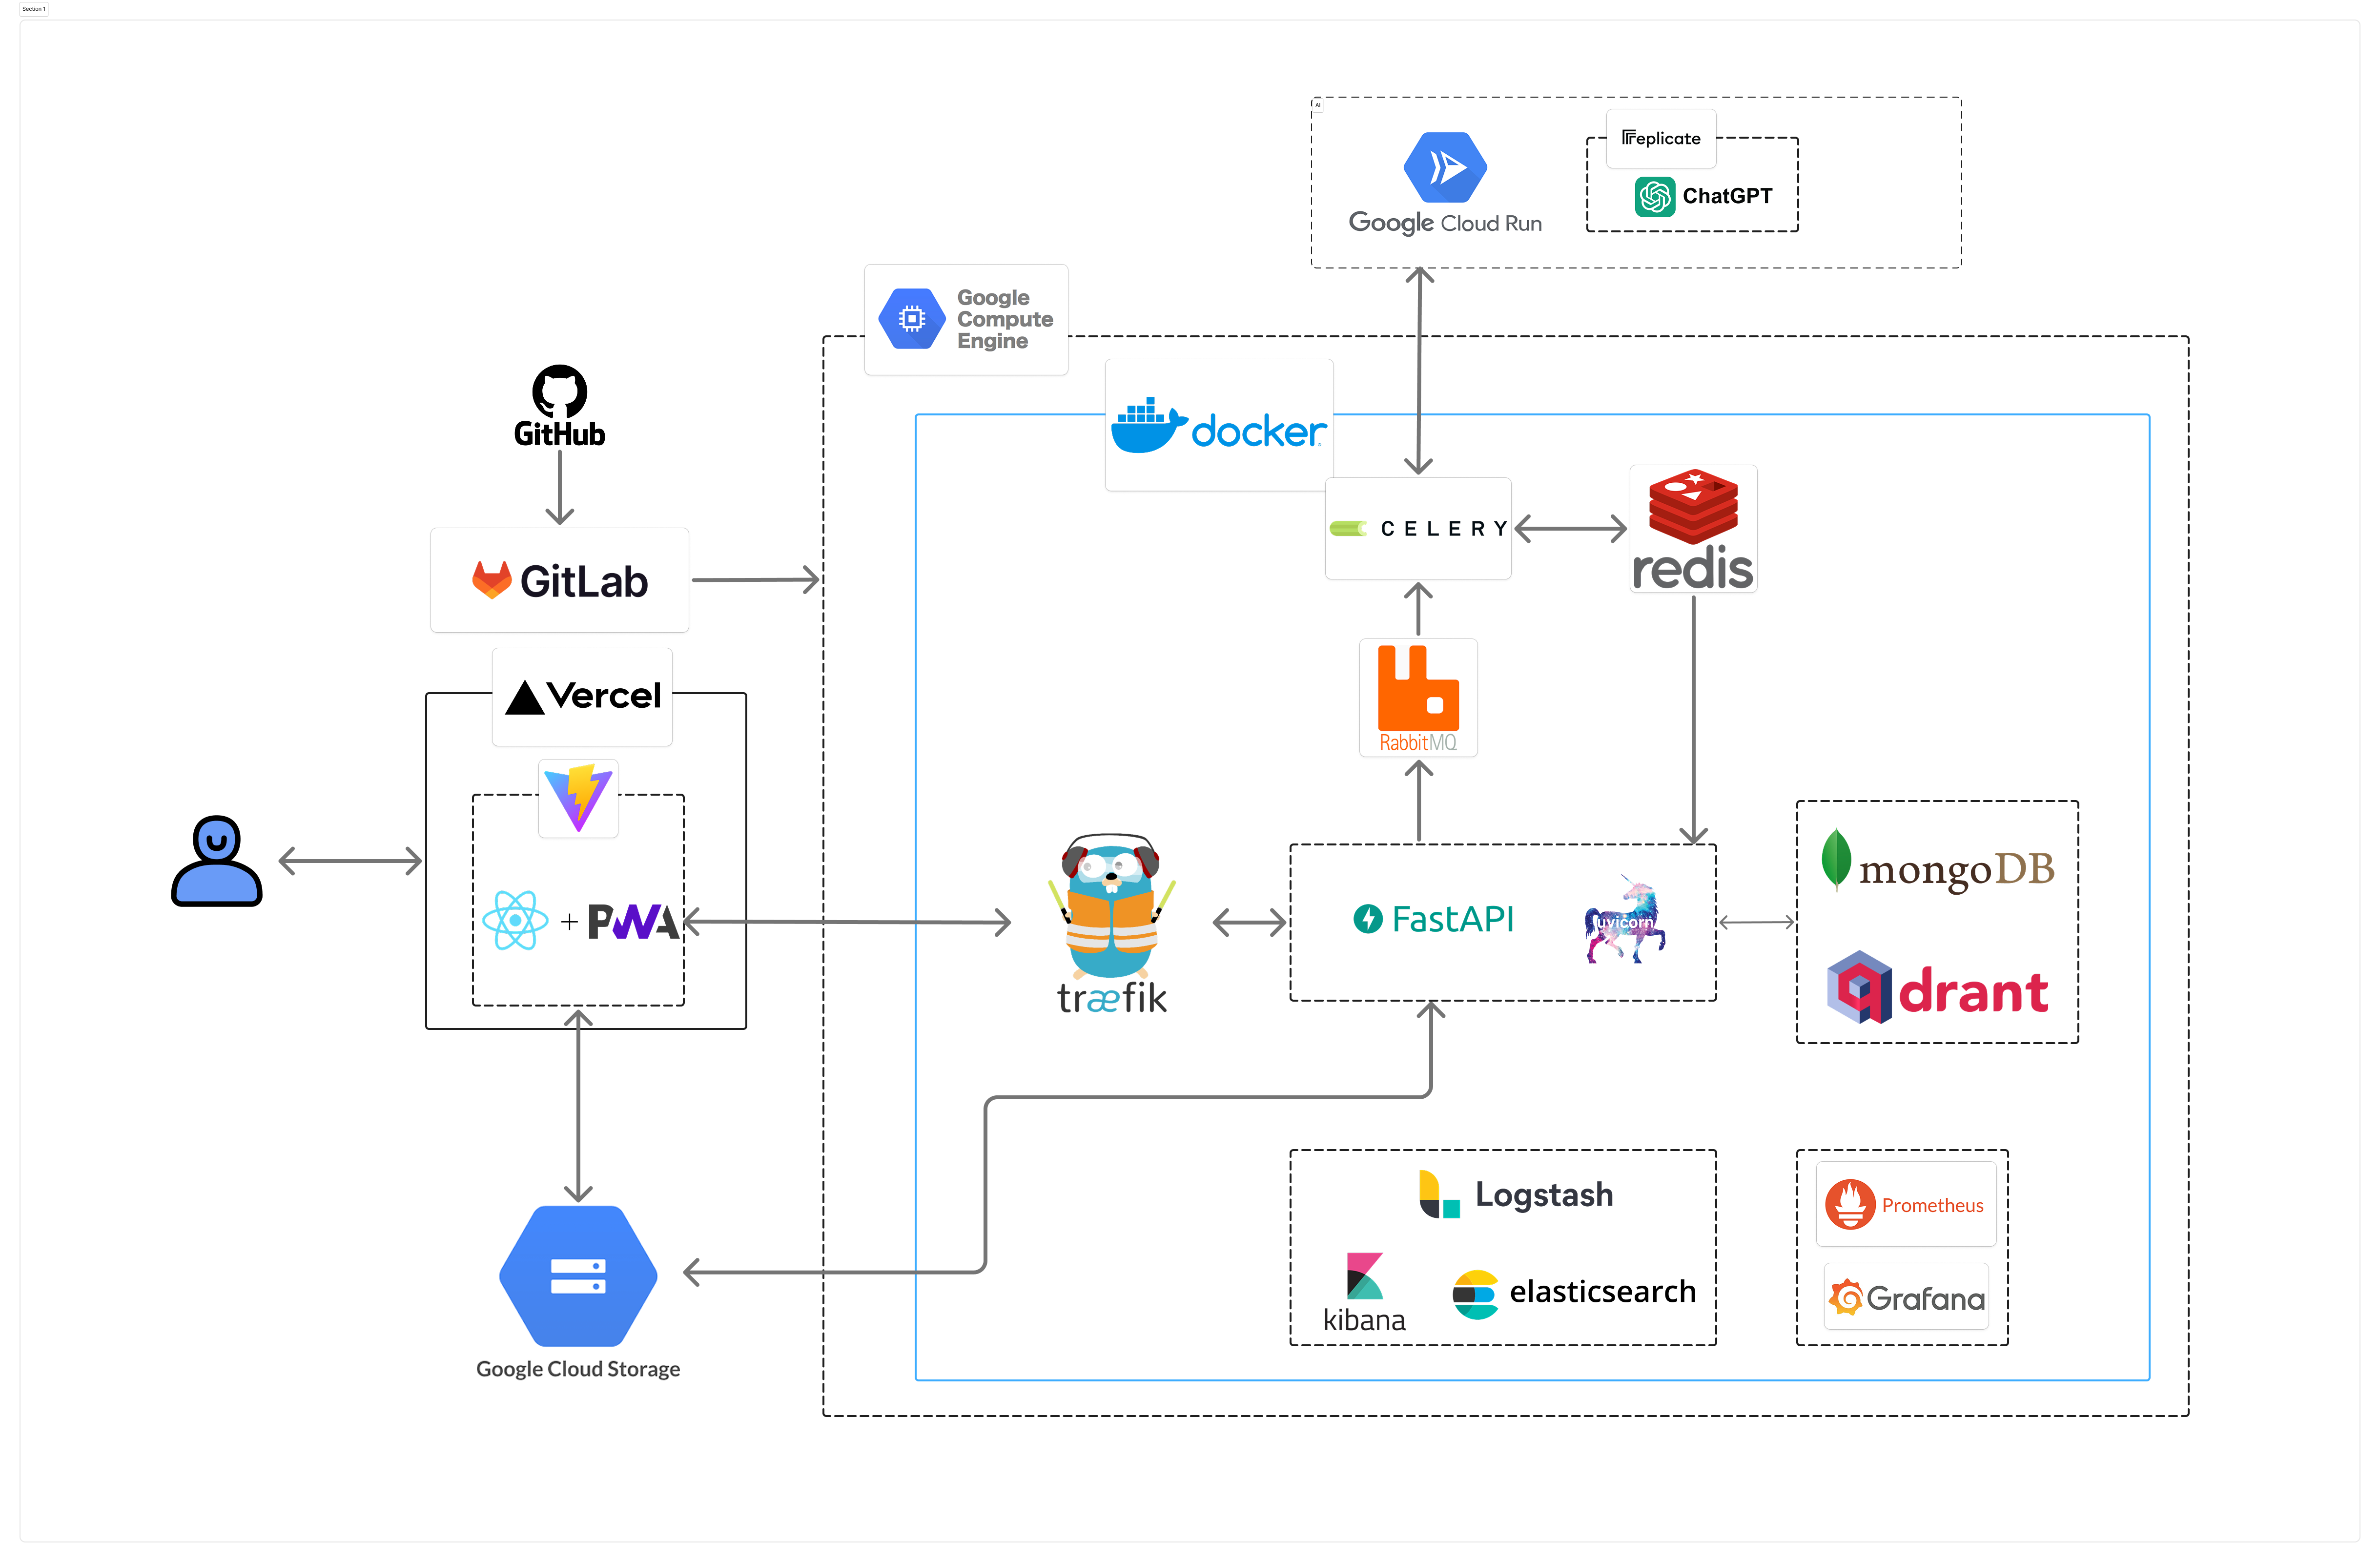 Section 1
AI
replicate
ChatGPT
Google Cloud Run
Google
Compute
Engine
docker
GitHub
CELERY
redis
GitLab
Vercel
RabbitMQ
mongoDB
+ PWA
FastAPI
uvicorn
træfik
qdrant
Logstash
Prometheus
kibana
elasticsearch
Grafana
Google Cloud Storage